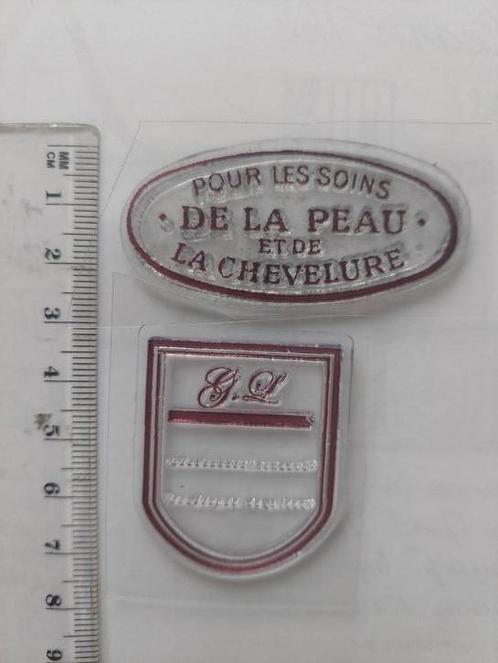 MM
CM
1
2
3
4
5
6
7
8
9
POUR LES SOINS
• DE LA PEAU •
ET DE
LA CHEVELURE
G. L